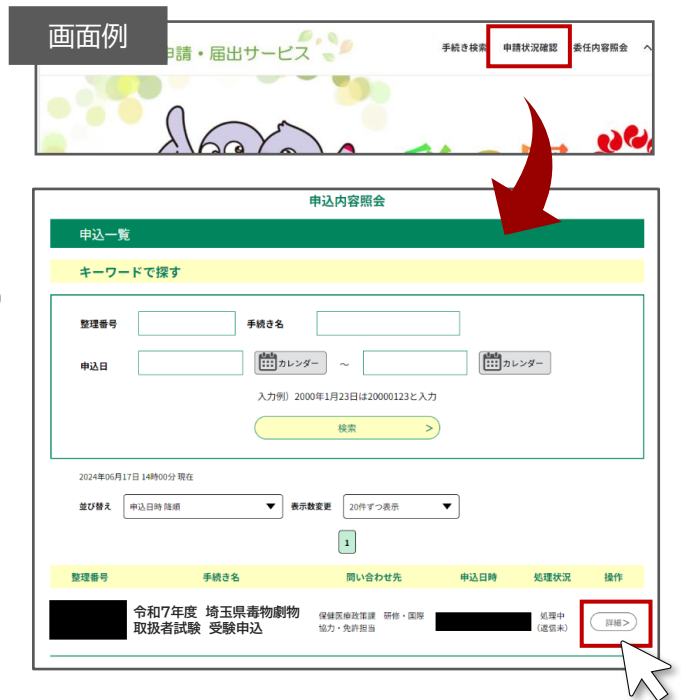 画面例
申請・届出サービス
手続き検索 申請状況確認 委任内容照会 ヘ
申込内容照会
申込一覧
キーワードで探す
整理番号 手続き名
申込日 カレンダー ～ カレンダー
入力例）2000年1月23日は20000123と入力
検索 >
2024年06月17日 14時00分 現在
並び替え 申込日時 降順 ▼ 表示数変更 20件ずつ表示 ▼
1
整理番号 手続き名 問い合わせ先 申込日時 処理状況 操作
令和7年度 埼玉県毒物劇物
取扱者試験 受験申込
保健医療政策課 研修・国際
協力・免許担当
処理中
（返信未）
詳細>